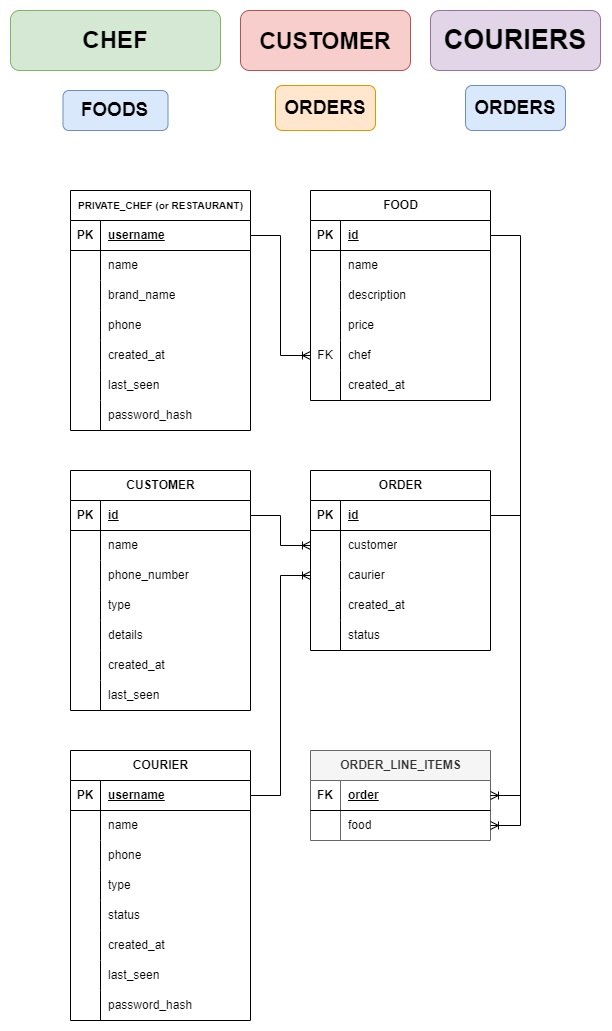 CHEF
CUSTOMER
COURIERS
FOODS
ORDERS
ORDERS
PRIVATE_CHEF (or RESTAURANT)
PK username
name
brand_name
phone
created_at
last_seen
password_hash
FOOD
PK id
name
description
price
FK chef
created_at
CUSTOMER
PK id
name
phone_number
type
details
created_at
last_seen
ORDER
PK id
customer
caurier
created_at
status
COURIER
PK username
name
phone
type
status
created_at
last_seen
password_hash
ORDER_LINE_ITEMS
FK order
food